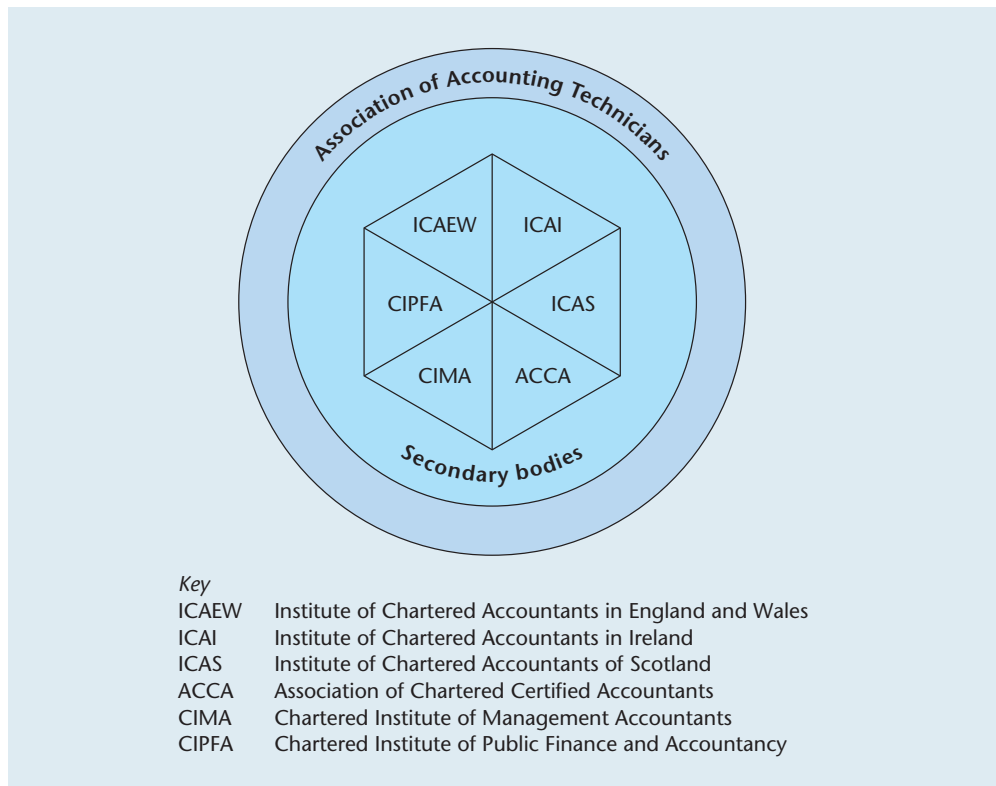 Association of Accounting Technicians
ICAEW ICAI
CIPFA ICAS
CIMA ACCA
Secondary bodies
Key
ICAEW Institute of Chartered Accountants in England and Wales
ICAI Institute of Chartered Accountants in Ireland
ICAS Institute of Chartered Accountants of Scotland
ACCA Association of Chartered Certified Accountants
CIMA Chartered Institute of Management Accountants
CIPFA Chartered Institute of Public Finance and Accountancy